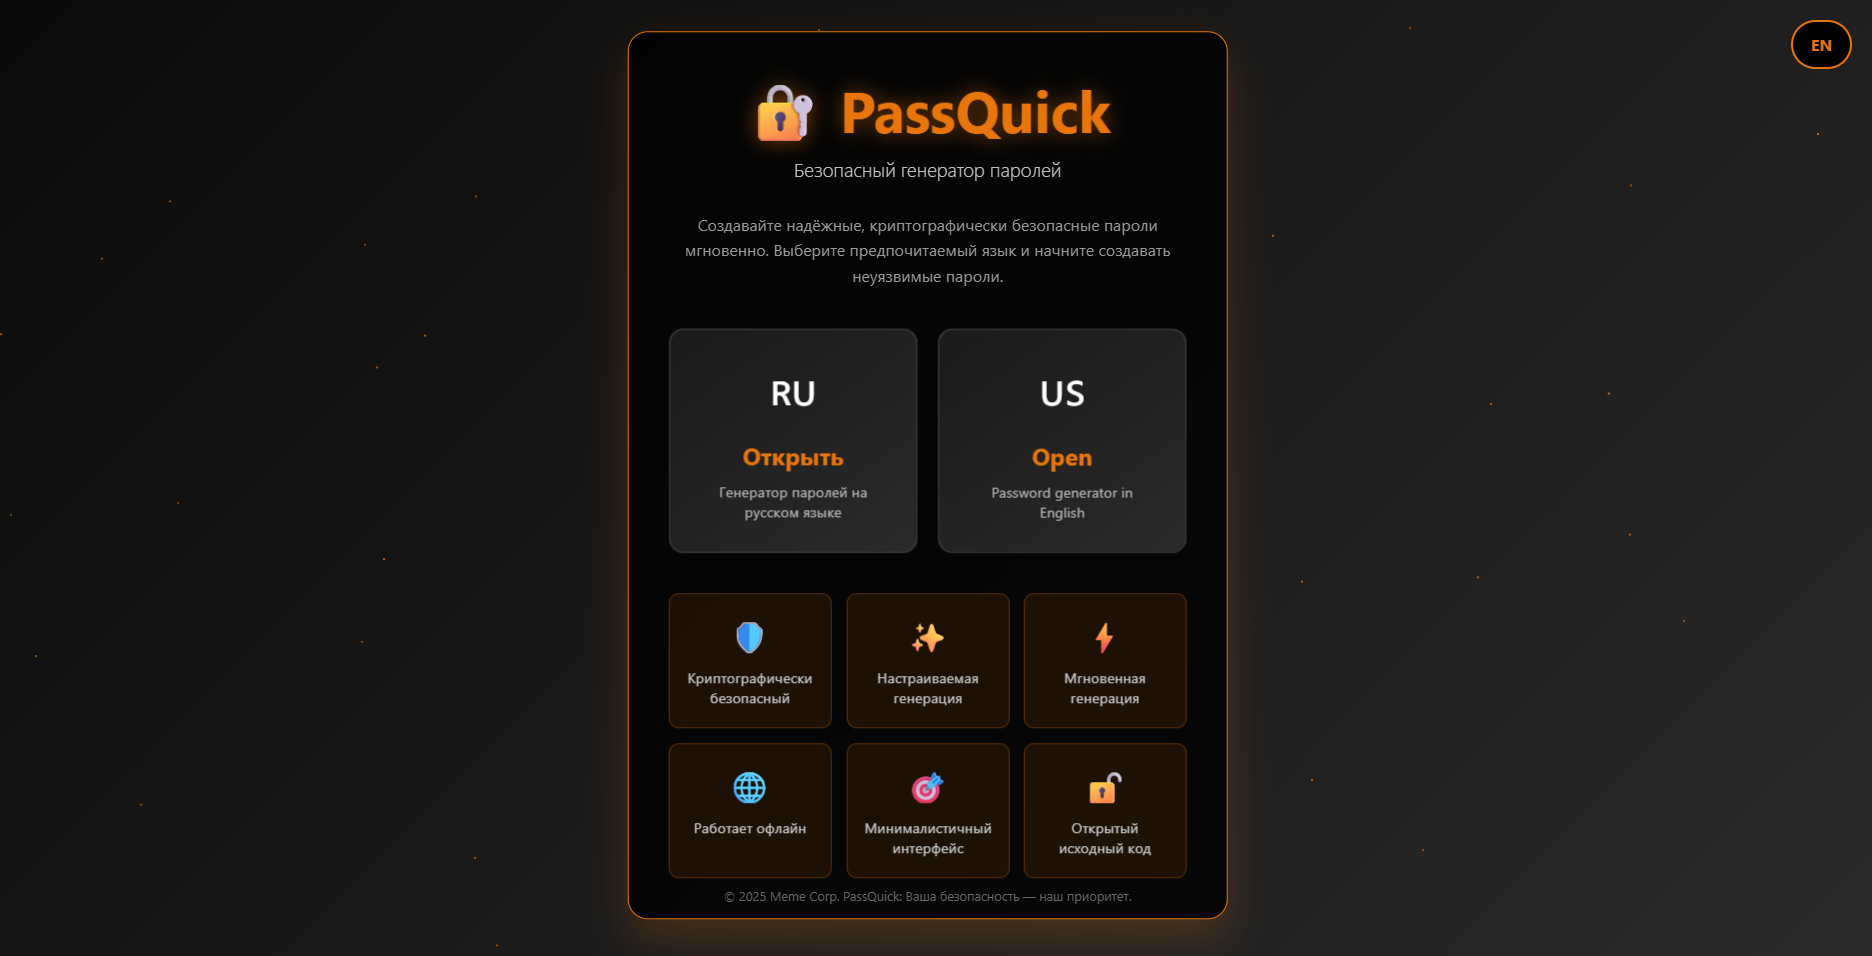 EN
PassQuick
Безопасный генератор паролей
Создавайте надёжные, криптографически безопасные пароли
мгновенно. Выберите предпочитаемый язык и начните создавать
неуязвимые пароли.
RU
Открыть
Генератор паролей на
русском языке
US
Open
Password generator in
English
Криптографически
безопасный
Настраиваемая
генерация
Мгновенная
генерация
Работает офлайн
Минималистичный
интерфейс
Открытый
исходный код
© 2025 Meme Corp. PassQuick: Ваша безопасность — наш приоритет.